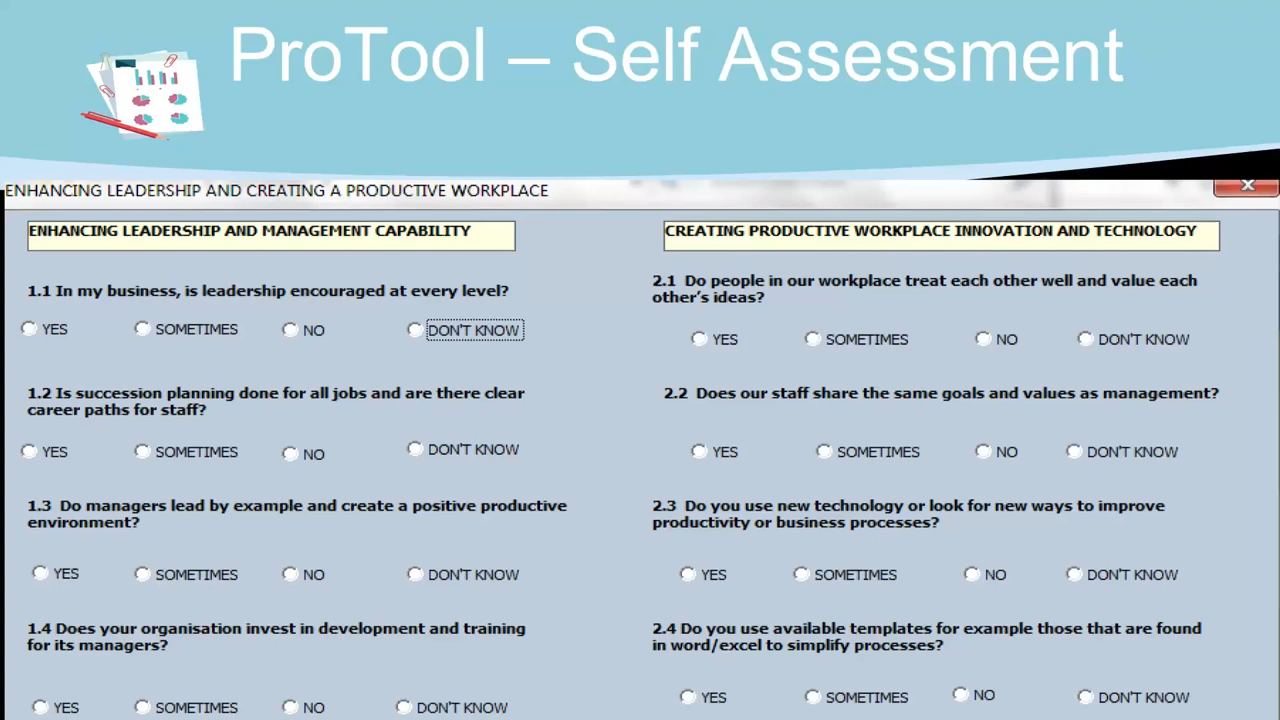 ProTool – Self Assessment
ENHANCING LEADERSHIP AND CREATING A PRODUCTIVE WORKPLACE
ENHANCING LEADERSHIP AND MANAGEMENT CAPABILITY
1.1 In my business, is leadership encouraged at every level?
YES SOMETIMES NO DON'T KNOW
1.2 Is succession planning done for all jobs and are there clear
career paths for staff?
YES SOMETIMES NO DON'T KNOW
1.3 Do managers lead by example and create a positive productive
environment?
YES SOMETIMES NO DON'T KNOW
1.4 Does your organisation invest in development and training
for its managers?
YES SOMETIMES NO DON'T KNOW
CREATING PRODUCTIVE WORKPLACE INNOVATION AND TECHNOLOGY
2.1 Do people in our workplace treat each other well and value each
other's ideas?
YES SOMETIMES NO DON'T KNOW
2.2 Does our staff share the same goals and values as management?
YES SOMETIMES NO DON'T KNOW
2.3 Do you use new technology or look for new ways to improve
productivity or business processes?
YES SOMETIMES NO DON'T KNOW
2.4 Do you use available templates for example those that are found
in word/excel to simplify processes?
YES SOMETIMES NO DON'T KNOW